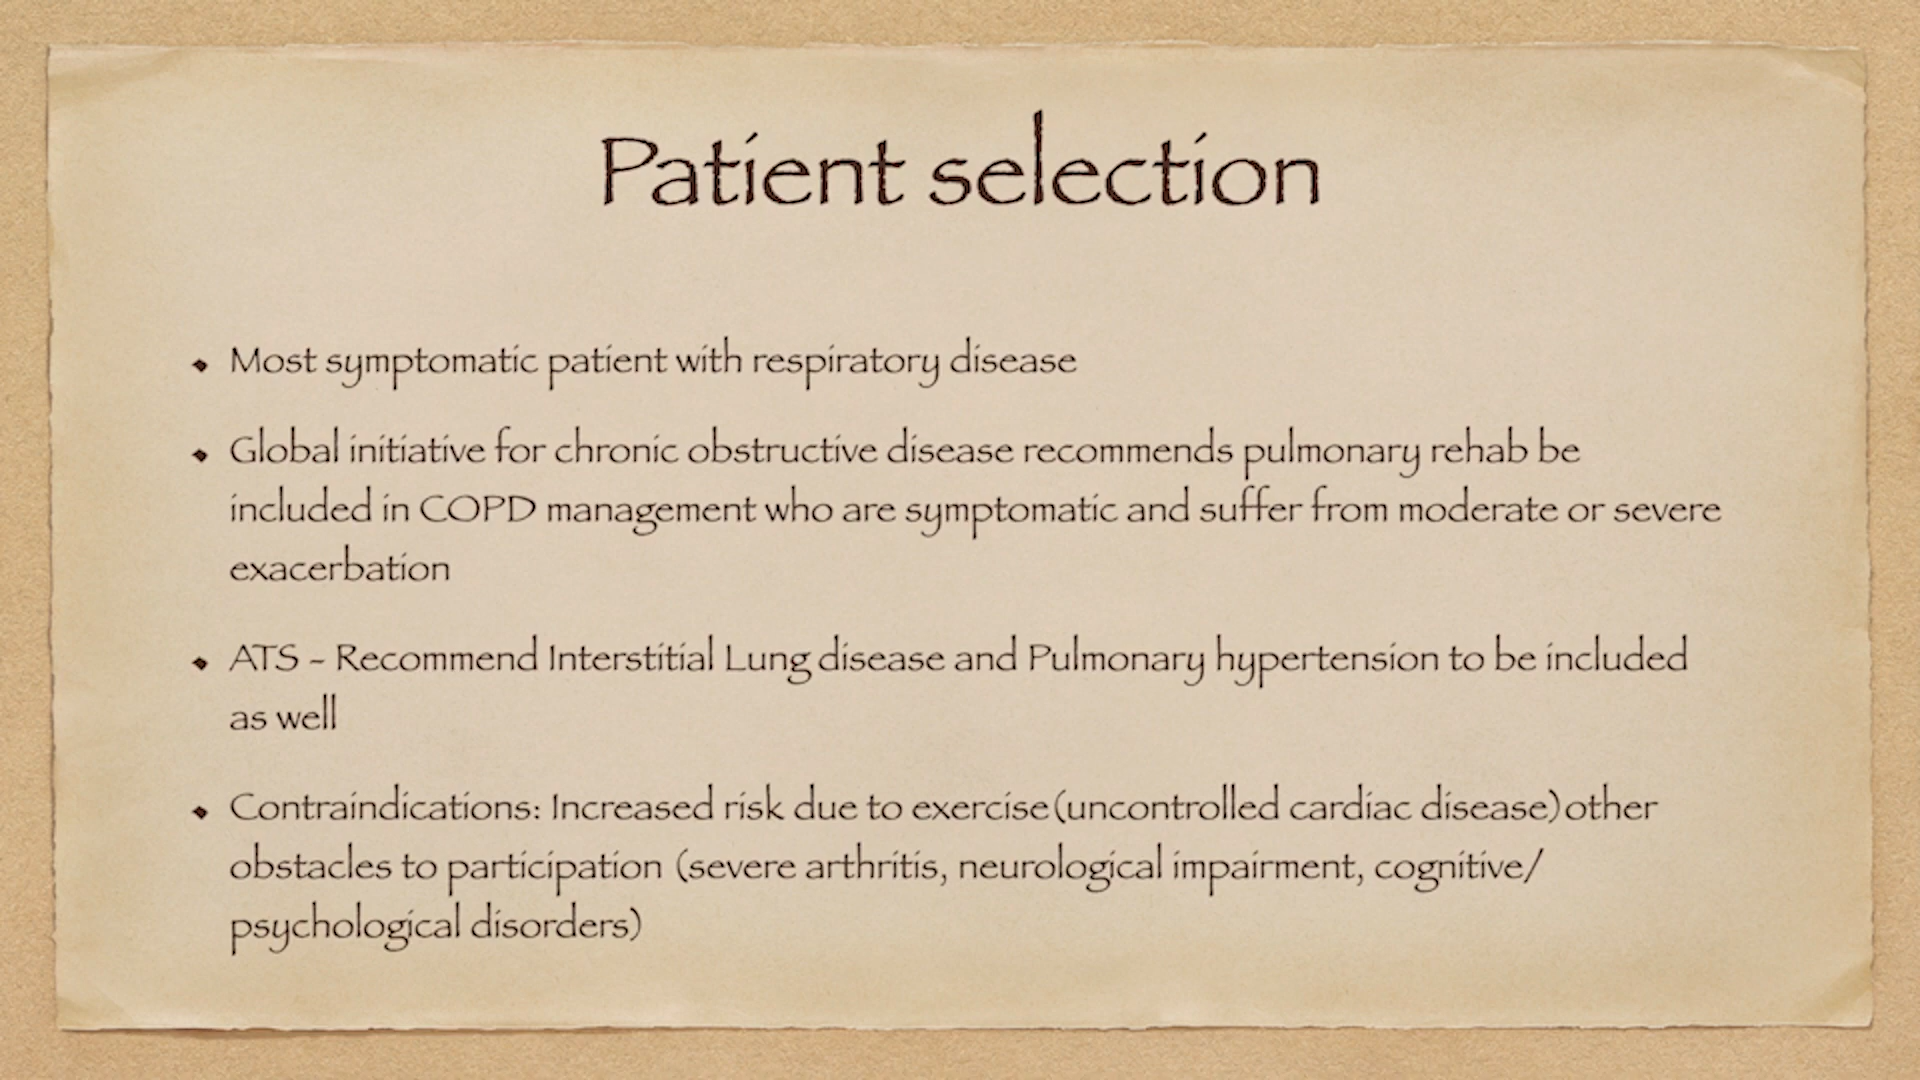 Patient selection
Most symptomatic patient with respiratory disease
Global initiative for chronic obstructive disease recommends pulmonary rehab be
included in COPD management who are symptomatic and suffer from moderate or severe
exacerbation
ATS - Recommend Interstitial Lung disease and Pulmonary hypertension to be included
as well
Contraindications: Increased risk due to exercise(uncontrolled cardiac disease)other
obstacles to participation (severe arthritis, neurological impairment, cognitive/
psychological disorders)